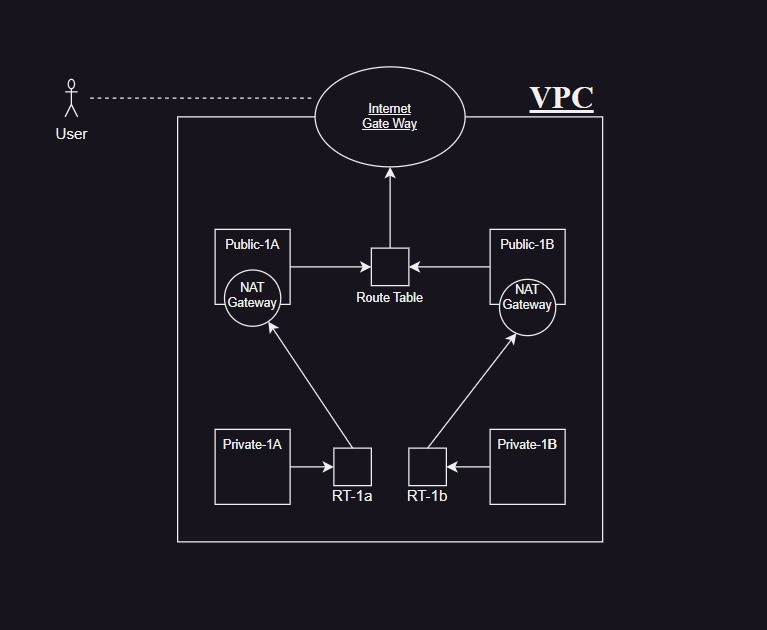 VPC
Internet
Gate Way
User
Public-1A
Public-1B
NAT
Gateway
NAT
Gateway
Route Table
Private-1A
Private-1B
RT-1a
RT-1b